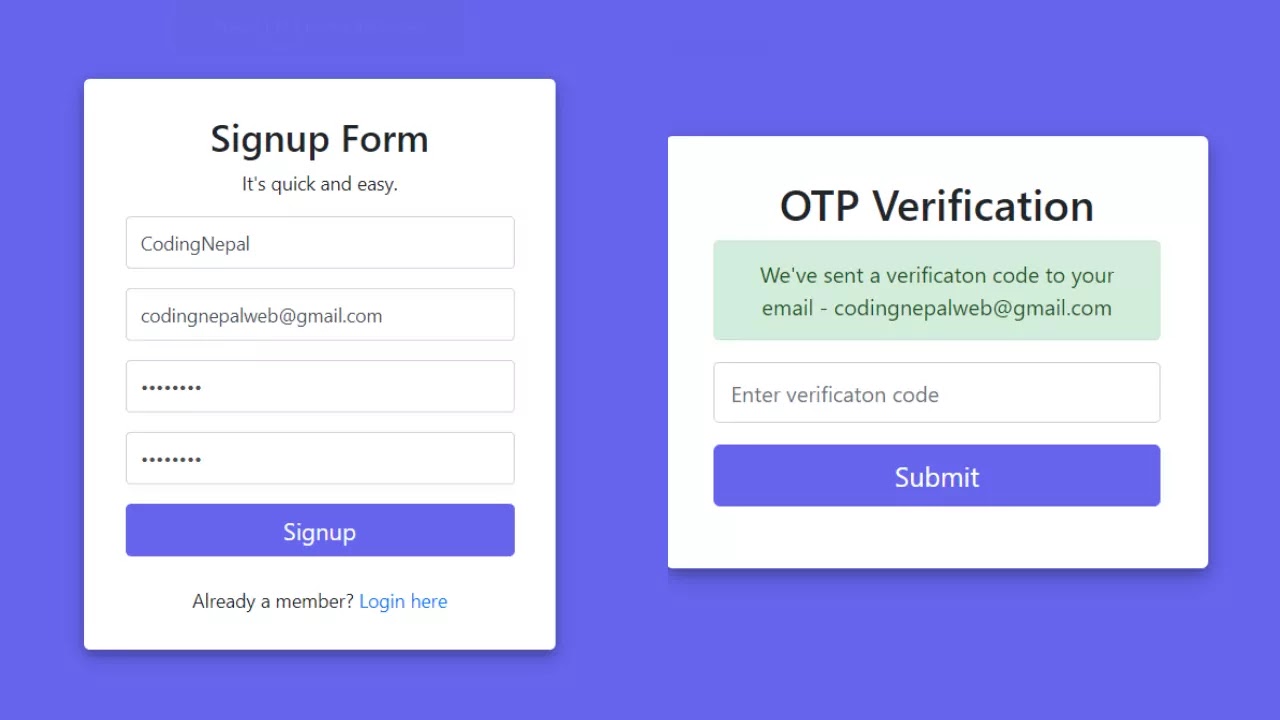 Signup Form
It's quick and easy.
CodingNepal
codingnepalweb@gmail.com
••••••••
••••••••
Signup
Already a member? Login here
OTP Verification
We've sent a verificaton code to your
email - codingnepalweb@gmail.com
Enter verificaton code
Submit